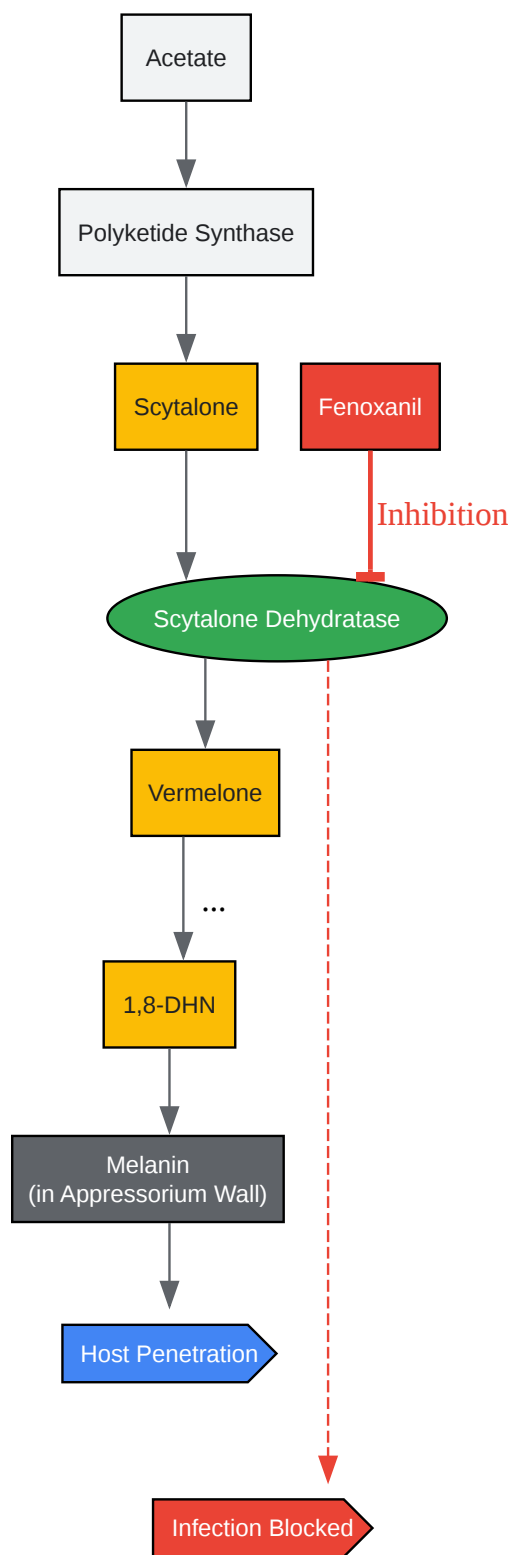 Acetate
Polyketide Synthase
Scytalone
Fenoxanil
Inhibition
Scytalone Dehydratase
Vermelone
...
1,8-DHN
Melanin
(in Appressorium Wall)
Host Penetration
Infection Blocked